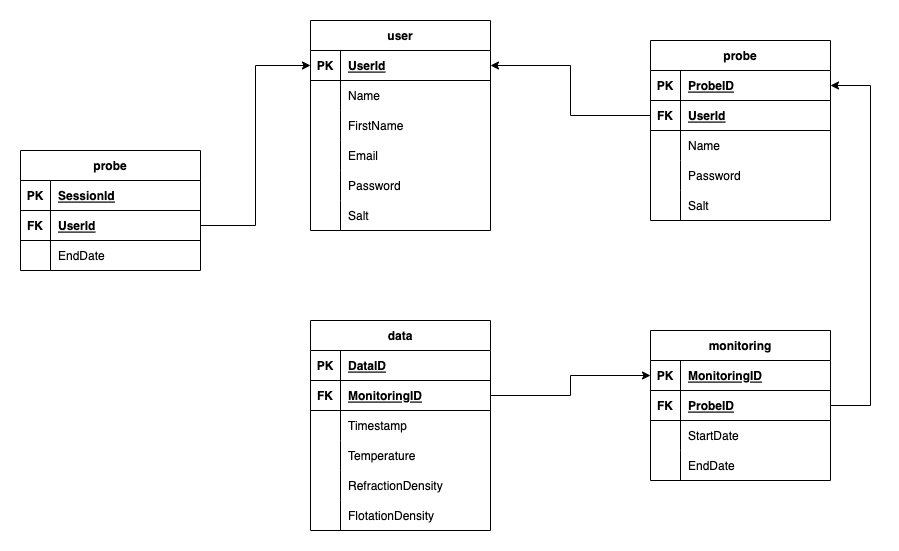 user
PK UserId
Name
FirstName
Email
Password
Salt
probe
PK ProbeID
FK UserId
Name
Password
Salt
probe
PK SessionId
FK UserId
EndDate
data
PK DataID
FK MonitoringID
Timestamp
Temperature
RefractionDensity
FlotationDensity
monitoring
PK MonitoringID
FK ProbeID
StartDate
EndDate